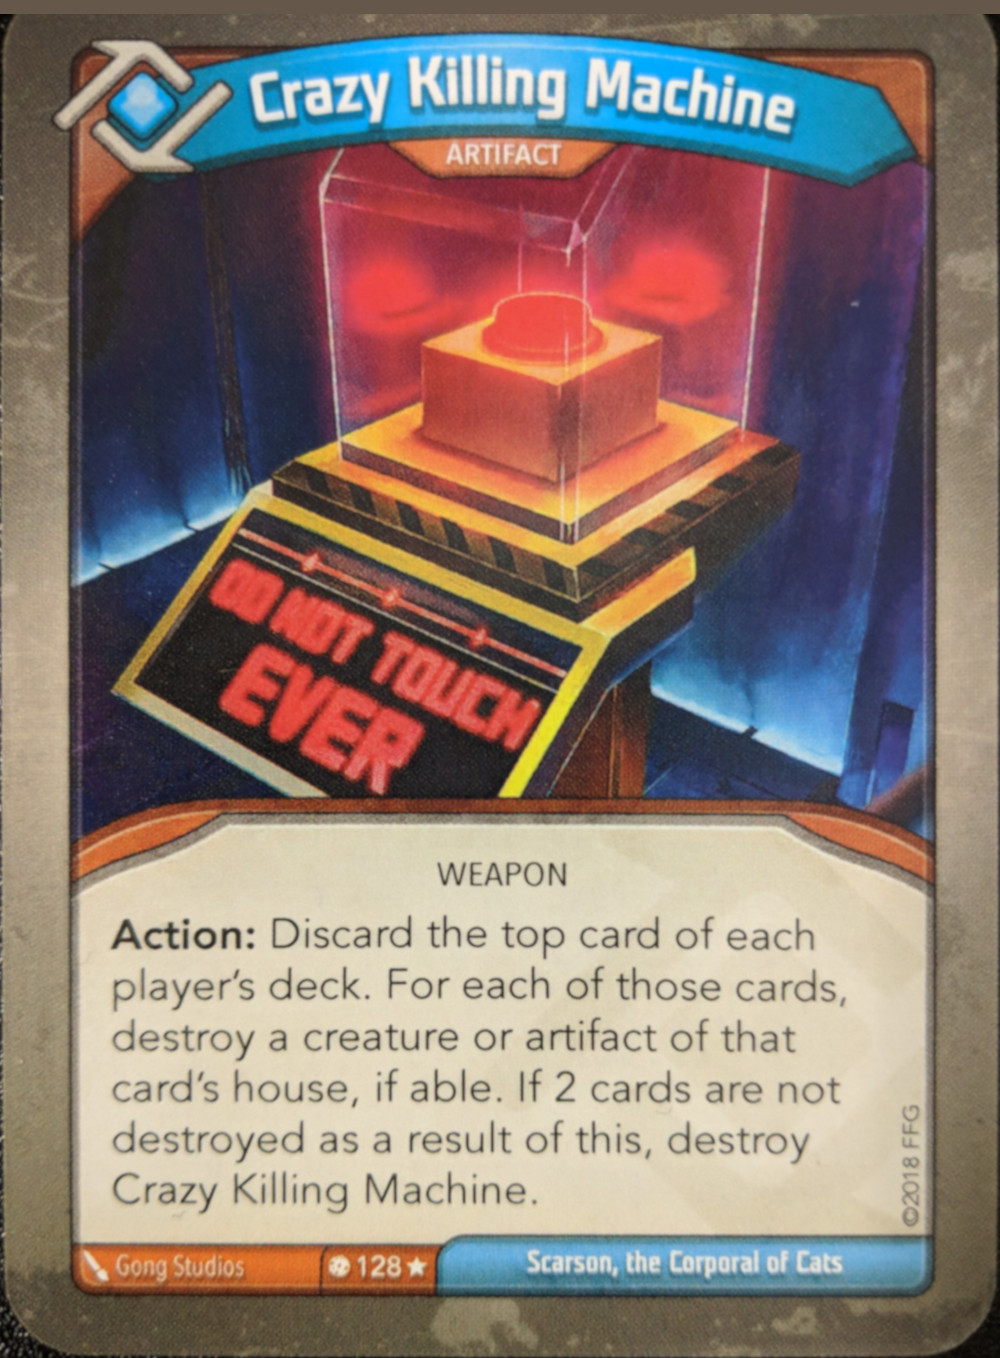 Crazy Killing Machine
ARTIFACT
DO NOT TOUCH
EVER
WEAPON
Action: Discard the top card of each
player's deck. For each of those cards,
destroy a creature or artifact of that
card's house, if able. If 2 cards are not
destroyed as a result of this, destroy
Crazy Killing Machine.
©2018 FFG
Gong Studios
128
Scarson, the Corporal of Cats